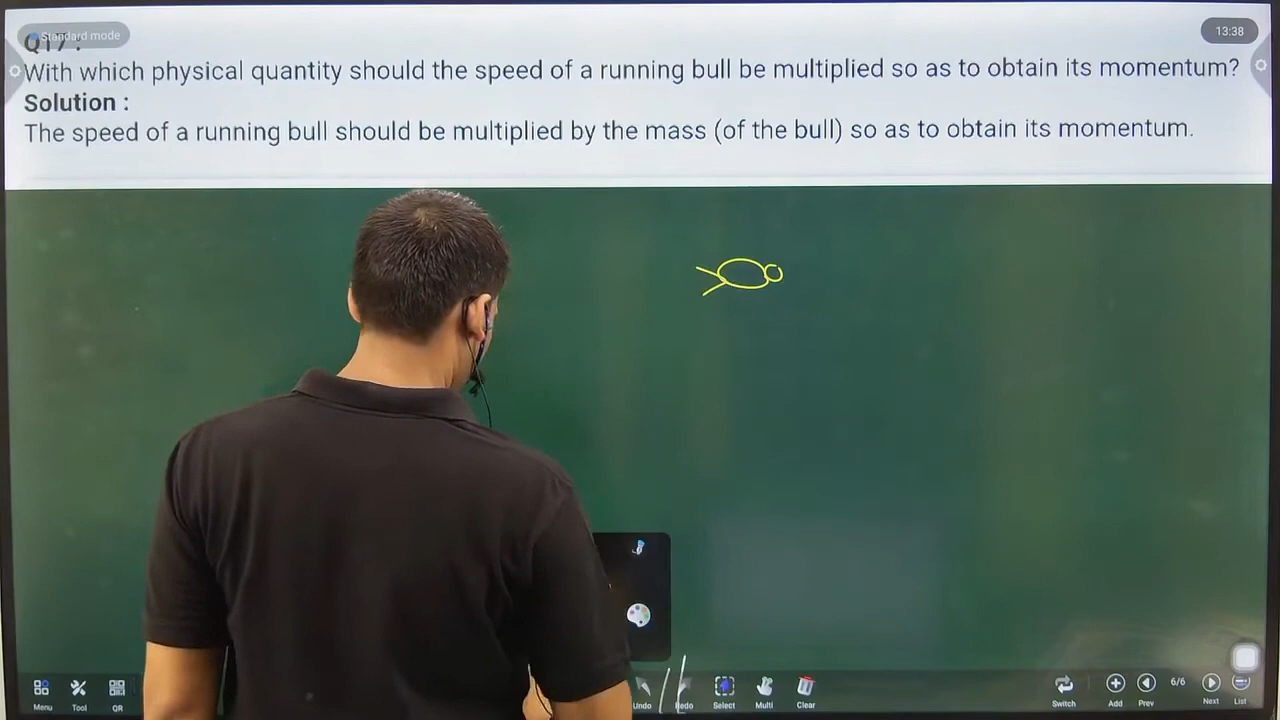 Standard mode
13:38
Q17 :
With which physical quantity should the speed of a running bull be multiplied so as to obtain its momentum?
Solution :
The speed of a running bull should be multiplied by the mass (of the bull) so as to obtain its momentum.
Menu Tool QR Undo Redo Select Multi Clear Switch Add Prev 6/6 Next List